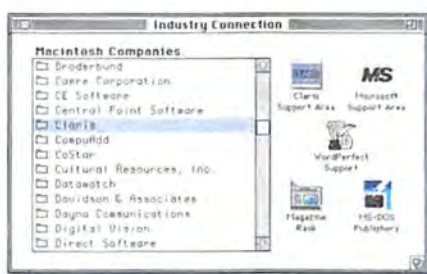 Industry Connection
Macintosh Companies
Broderbund
Caere Corporation
CE Software
Central Point Software
Claris
CompuAdd
CoStar
Cultural Resources, Inc.
Datawatch
Davidson & Associates
Dayna Communications
Digital Vision
Direct Software
Claris
Support Area
MS
Microsoft
Support Area
WordPerfect
Support
Magazine
Rack
MS-DOS
Publishers